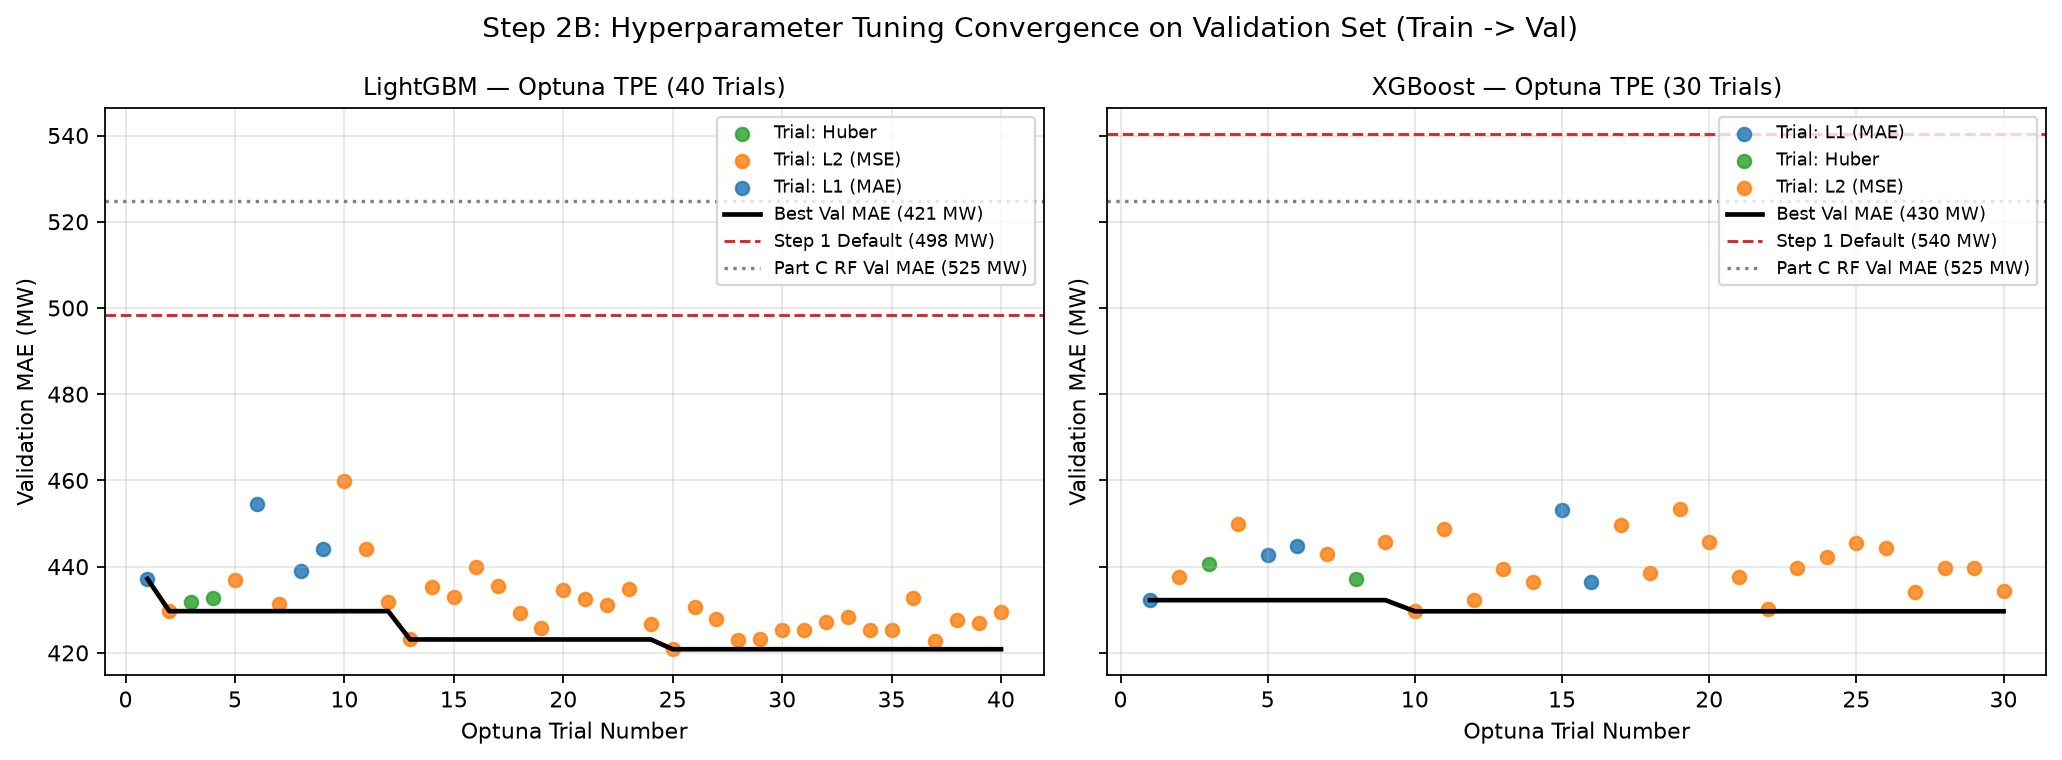 Step 2B: Hyperparameter Tuning Convergence on Validation Set (Train -> Val)
LightGBM — Optuna TPE (40 Trials)
Validation MAE (MW)
540
520
500
480
460
440
420
Trial: Huber
Trial: L2 (MSE)
Trial: L1 (MAE)
Best Val MAE (421 MW)
Step 1 Default (498 MW)
Part C RF Val MAE (525 MW)
0 5 10 15 20 25 30 35 40
Optuna Trial Number
XGBoost — Optuna TPE (30 Trials)
Validation MAE (MW)
Trial: L1 (MAE)
Trial: Huber
Trial: L2 (MSE)
Best Val MAE (430 MW)
Step 1 Default (540 MW)
Part C RF Val MAE (525 MW)
0 5 10 15 20 25 30
Optuna Trial Number